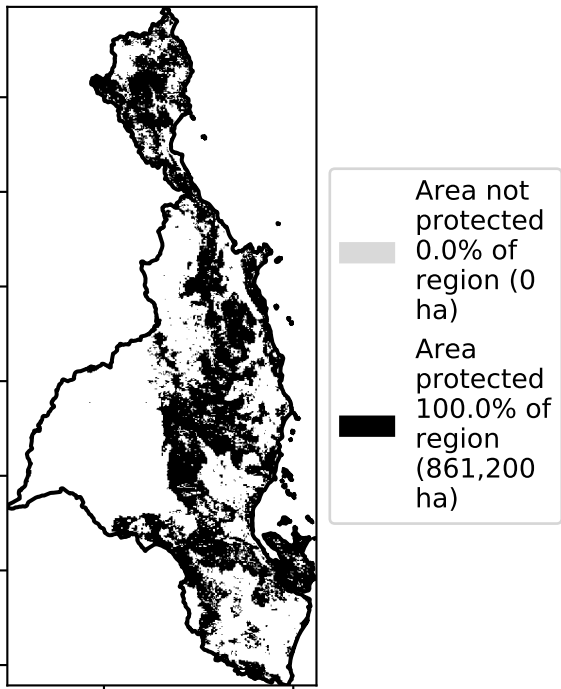 Area not
protected
0.0% of
region (0
ha)
Area
protected
100.0% of
region
(861,200
ha)